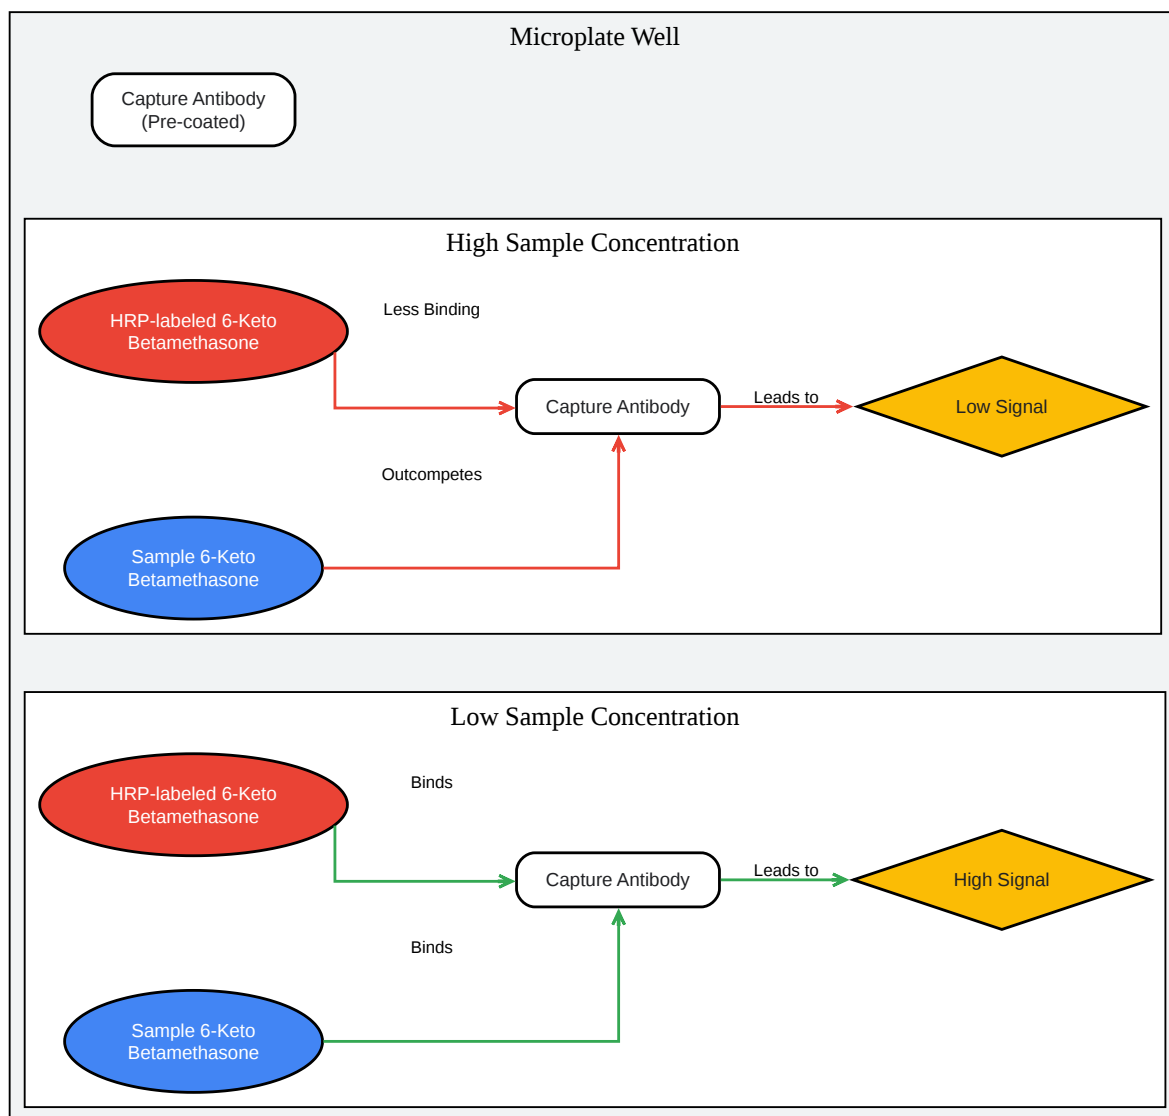 Microplate Well
Capture Antibody
(Pre-coated)
High Sample Concentration
HRP-labeled 6-Keto
Betamethasone
Less Binding
Capture Antibody
Leads to
Low Signal
Outcompetes
Sample 6-Keto
Betamethasone
Low Sample Concentration
HRP-labeled 6-Keto
Betamethasone
Binds
Capture Antibody
Leads to
High Signal
Binds
Sample 6-Keto
Betamethasone